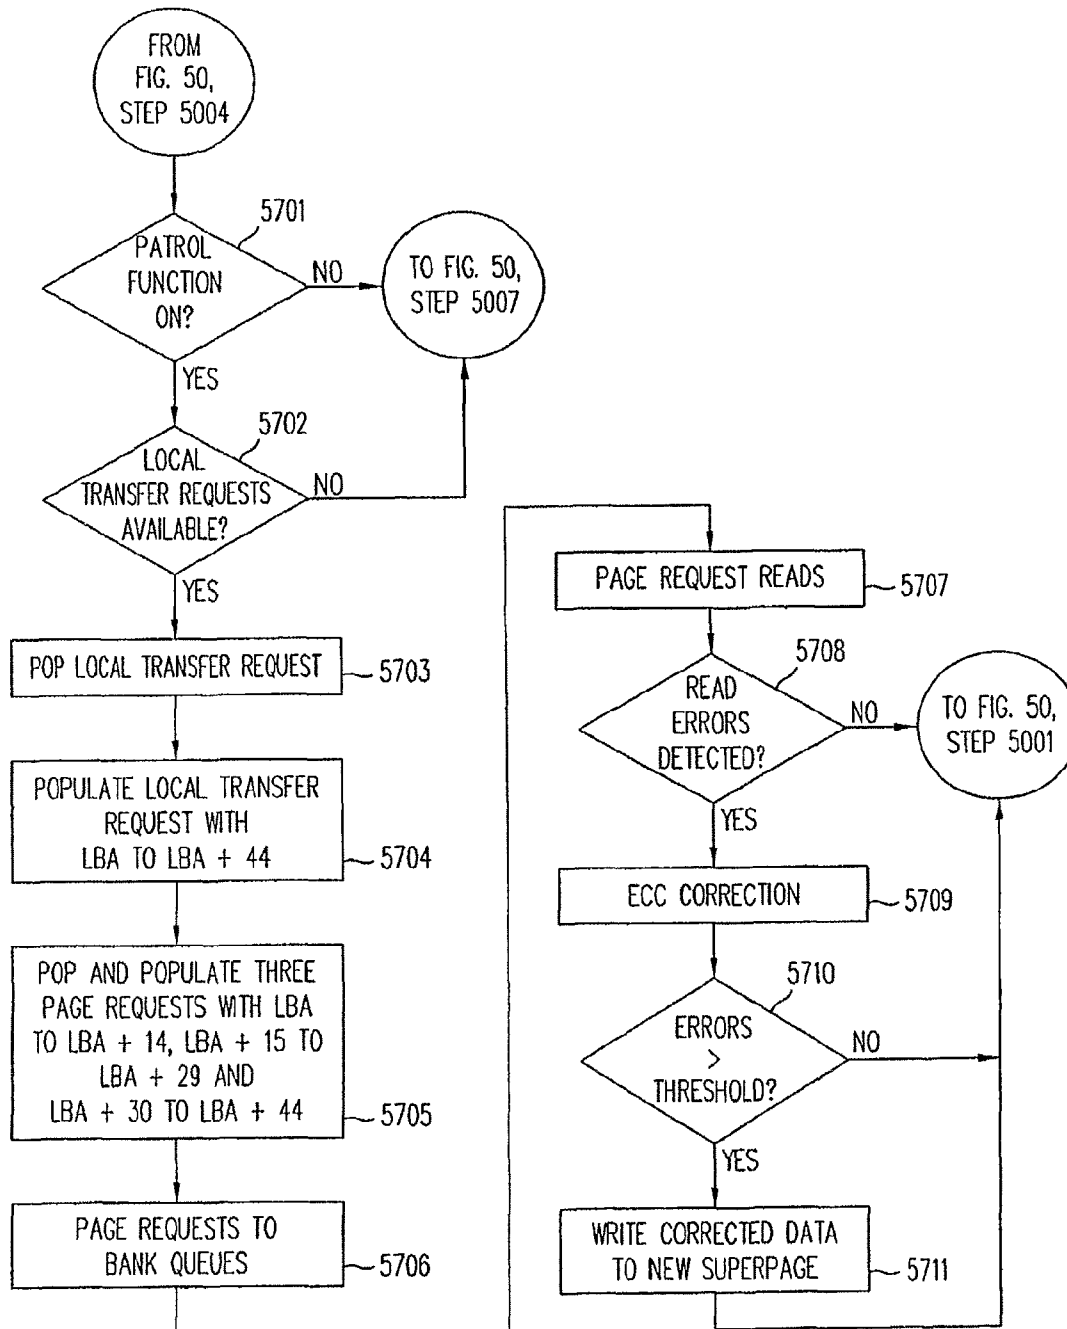 FROM
FIG. 50,
STEP 5004
5701
PATROL
FUNCTION
ON?
NO
TO FIG. 50,
STEP 5007
YES
5702
LOCAL
TRANSFER REQUESTS
AVAILABLE?
NO
YES
POP LOCAL TRANSFER REQUEST
5703
POPULATE LOCAL TRANSFER
REQUEST WITH
LBA TO LBA + 44
5704
POP AND POPULATE THREE
PAGE REQUESTS WITH LBA
TO LBA + 14, LBA + 15 TO
LBA + 29 AND
LBA + 30 TO LBA + 44
5705
PAGE REQUESTS TO
BANK QUEUES
5706
PAGE REQUEST READS
5707
5708
READ
ERRORS
DETECTED?
NO
TO FIG. 50,
STEP 5001
YES
ECC CORRECTION
5709
5710
ERRORS
>
THRESHOLD?
NO
YES
WRITE CORRECTED DATA
TO NEW SUPERPAGE
5711